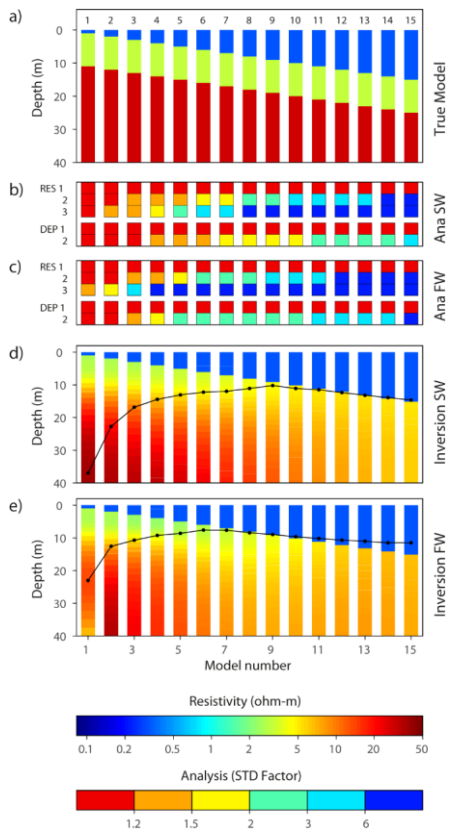 a)
1 2 3 4 5 6 7 8 9 10 11 12 13 14 15
0
10
20
30
40
Depth (m)
True Model
b)
RES 1
2
3
DEP 1
2
Ana SW
c)
RES 1
2
3
DEP 1
2
Ana FW
d)
0
10
20
30
40
Depth (m)
Inversion SW
e)
0
10
20
30
40
Depth (m)
Inversion FW
1 3 5 7 9 11 13 15
Model number
Resistivity (ohm-m)
0.1 0.2 0.5 1 2 5 10 20 50
Analysis (STD Factor)
1.2 1.5 2 3 6